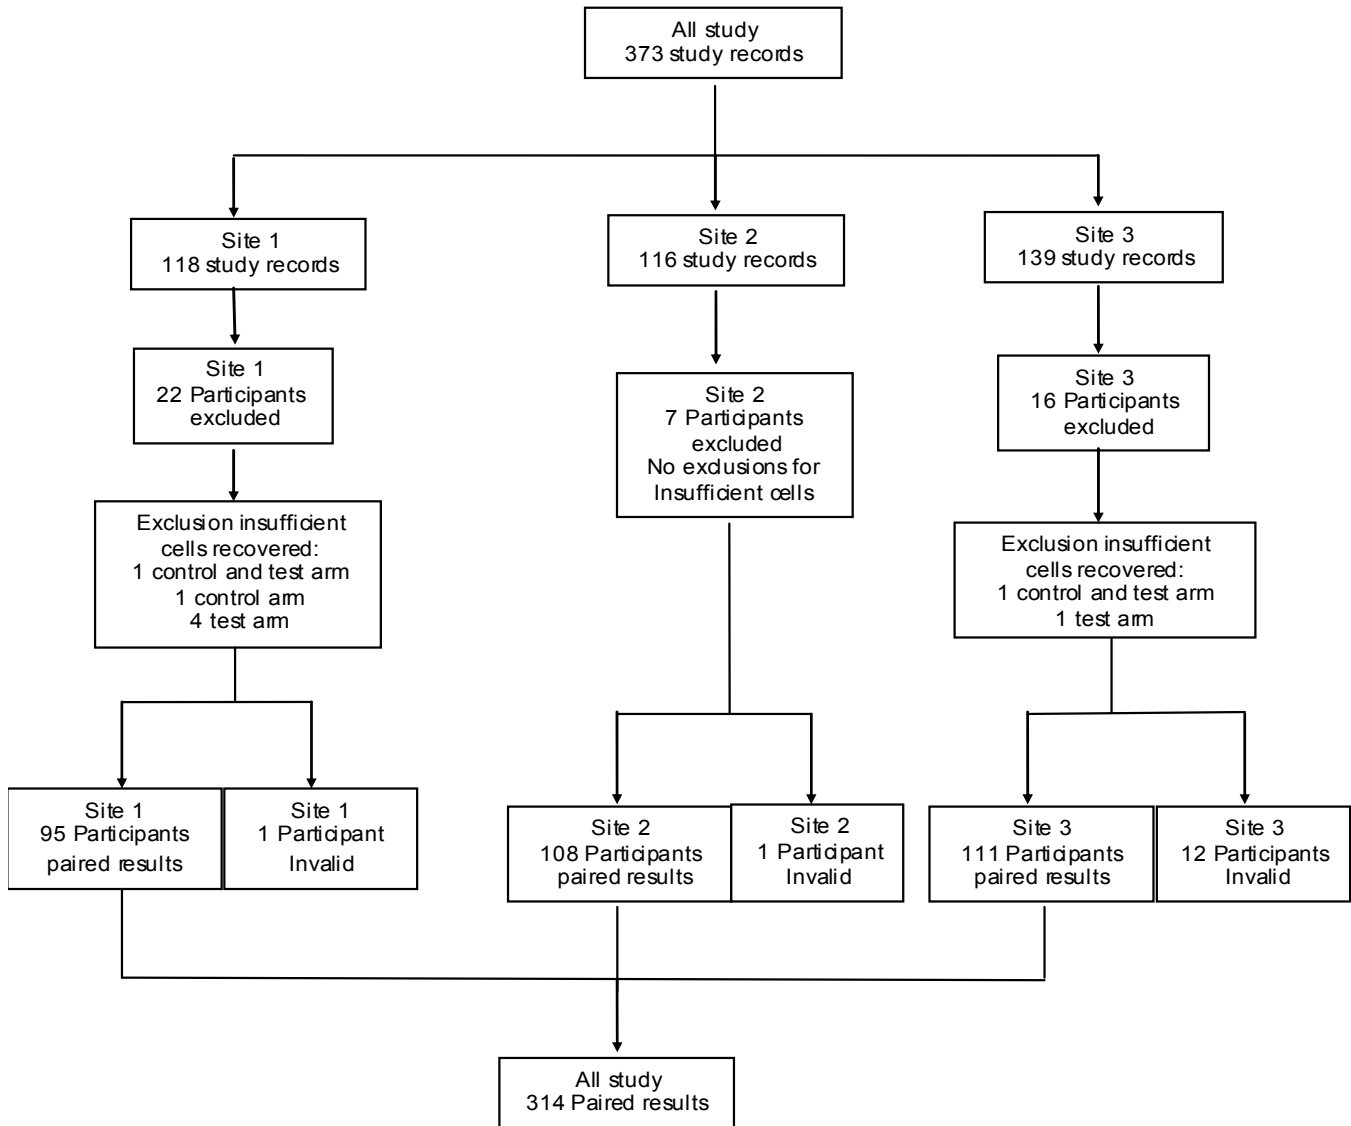 All study
373 study records
Site 1
118 study records
Site 2
116 study records
Site 3
139 study records
Site 1
22 Participants
excluded
Site 2
7 Participants
excluded
No exclusions for
Insufficient cells
Site 3
16 Participants
excluded
Exclusion insufficient
cells recovered:
1 control and test arm
1 control arm
4 test arm
Exclusion insufficient
cells recovered:
1 control and test arm
1 test arm
Site 1
95 Participants
paired results
Site 1
1 Participant
Invalid
Site 2
108 Participants
paired results
Site 2
1 Participant
Invalid
Site 3
111 Participants
paired results
Site 3
12 Participants
Invalid
All study
314 Paired results